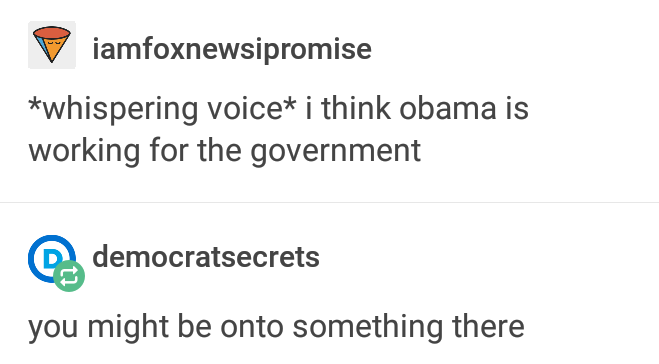 iamfoxnewsipromise
*whispering voice* i think obama is
working for the government
D
democratsecrets
you might be onto something there